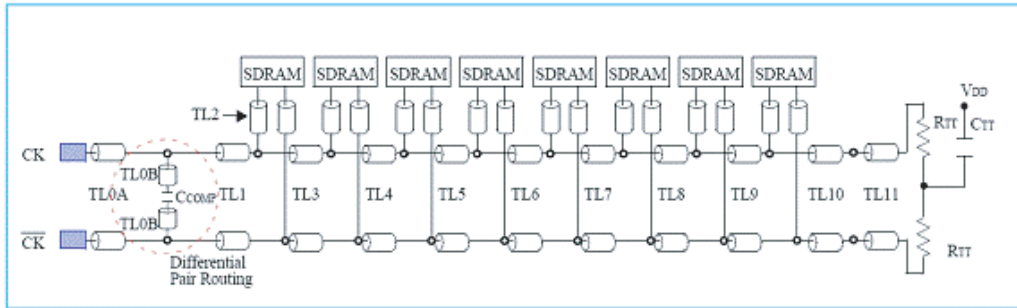 SDRAM SDRAM SDRAM SDRAM SDRAM SDRAM SDRAM SDRAM
VDD
TL2
RTT
CTT
CK
TL0B
TL0A
CCOMP
TL1
TL3
TL4
TL5
TL6
TL7
TL8
TL9
TL10
TL11
TL0B
C̅K̅
RTT
Differential
Pair Routing